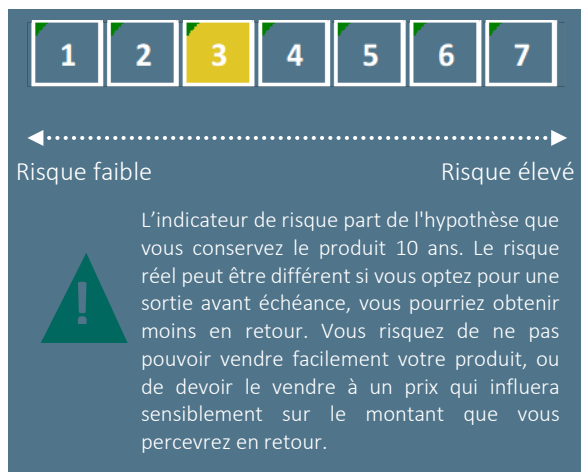 1 2 3 4 5 6 7
Risque faible Risque élevé
L’indicateur de risque part de l'hypothèse que
vous conservez le produit 10 ans. Le risque
réel peut être différent si vous optez pour une
sortie avant échéance, vous pourriez obtenir
moins en retour. Vous risquez de ne pas
pouvoir vendre facilement votre produit, ou
de devoir le vendre à un prix qui influera
sensiblement sur le montant que vous
percevrez en retour.
!